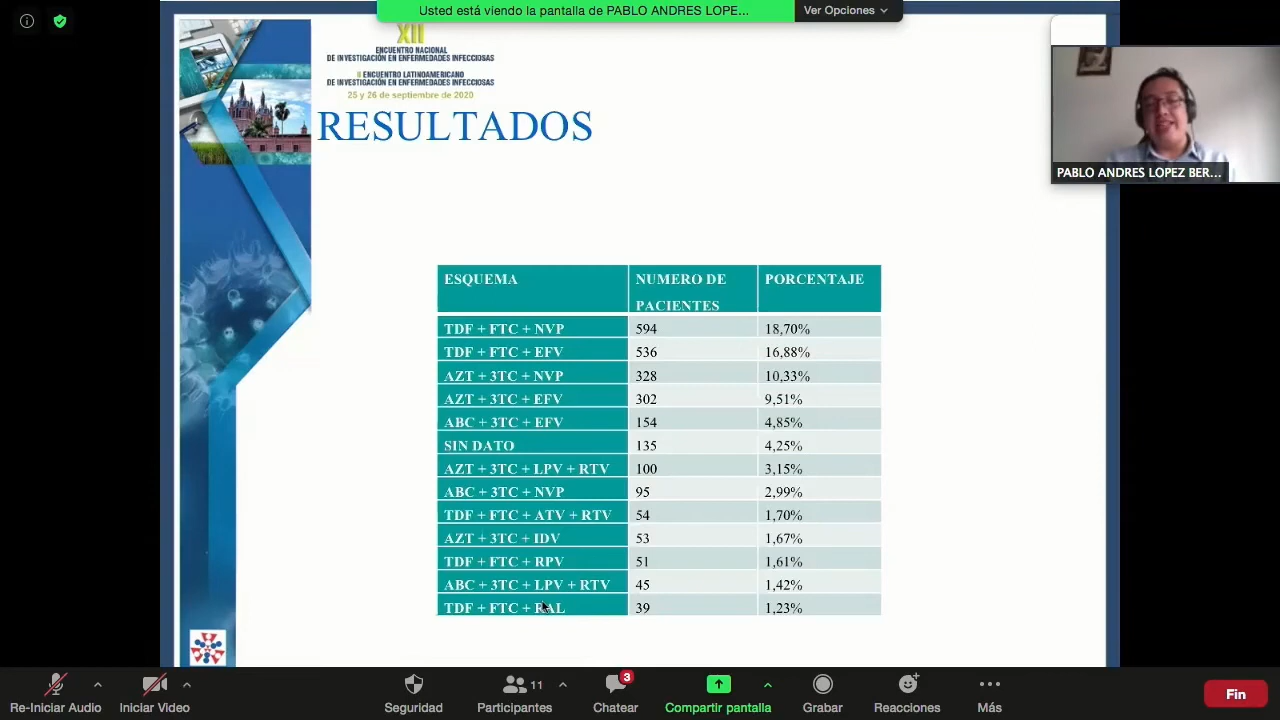 Usted está viendo la pantalla de PABLO ANDRES LOPE...
Ver Opciones
XII
ENCUENTRO NACIONAL
DE INVESTIGACIÓN EN ENFERMEDADES INFECCIOSAS
II ENCUENTRO LATINOAMERICANO
DE INVESTIGACIÓN EN ENFERMEDADES INFECCIOSAS
25 y 26 de septiembre de 2020
RESULTADOS
PABLO ANDRES LOPEZ BER...
ESQUEMA NUMERO DE PACIENTES PORCENTAJE
TDF + FTC + NVP 594 18,70%
TDF + FTC + EFV 536 16,88%
AZT + 3TC + NVP 328 10,33%
AZT + 3TC + EFV 302 9,51%
ABC + 3TC + EFV 154 4,85%
SIN DATO 135 4,25%
AZT + 3TC + LPV + RTV 100 3,15%
ABC + 3TC + NVP 95 2,99%
TDF + FTC + ATV + RTV 54 1,70%
AZT + 3TC + IDV 53 1,67%
TDF + FTC + RPV 51 1,61%
ABC + 3TC + LPV + RTV 45 1,42%
TDF + FTC + RAL 39 1,23%
Re-Iniciar Audio
Iniciar Video
Seguridad
11
Participantes
3
Chatear
Compartir pantalla
Grabar
Reacciones
Más
Fin